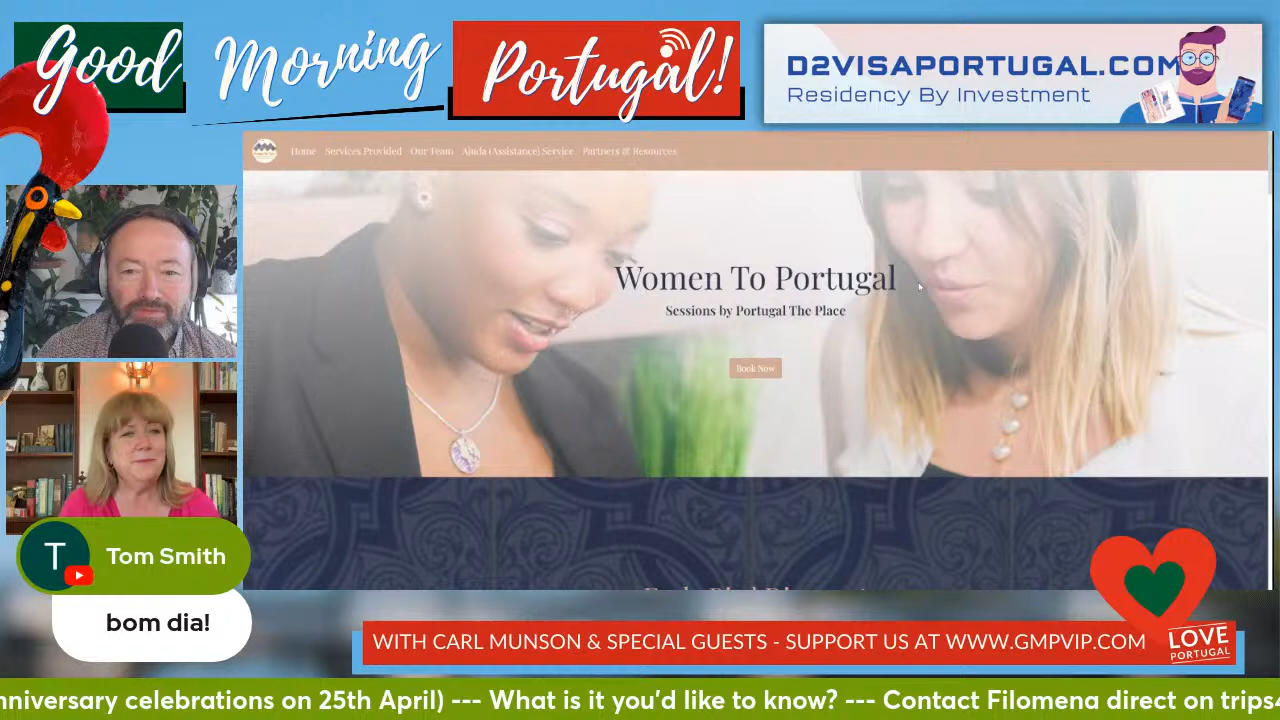 Good Morning Portugal!
D2VISAPORTUGAL.COM
Residency By Investment
Home Services Provided Our Team Ajuda (Assistance) Service Partners & Resources
Women To Portugal
Sessions by Portugal The Place
Book Now
T
Tom Smith
bom dia!
WITH CARL MUNSON & SPECIAL GUESTS - SUPPORT US AT WWW.GMPVIP.COM
LOVE
PORTUGAL
nniversary celebrations on 25th April) --- What is it you'd like to know? --- Contact Filomena direct on trips